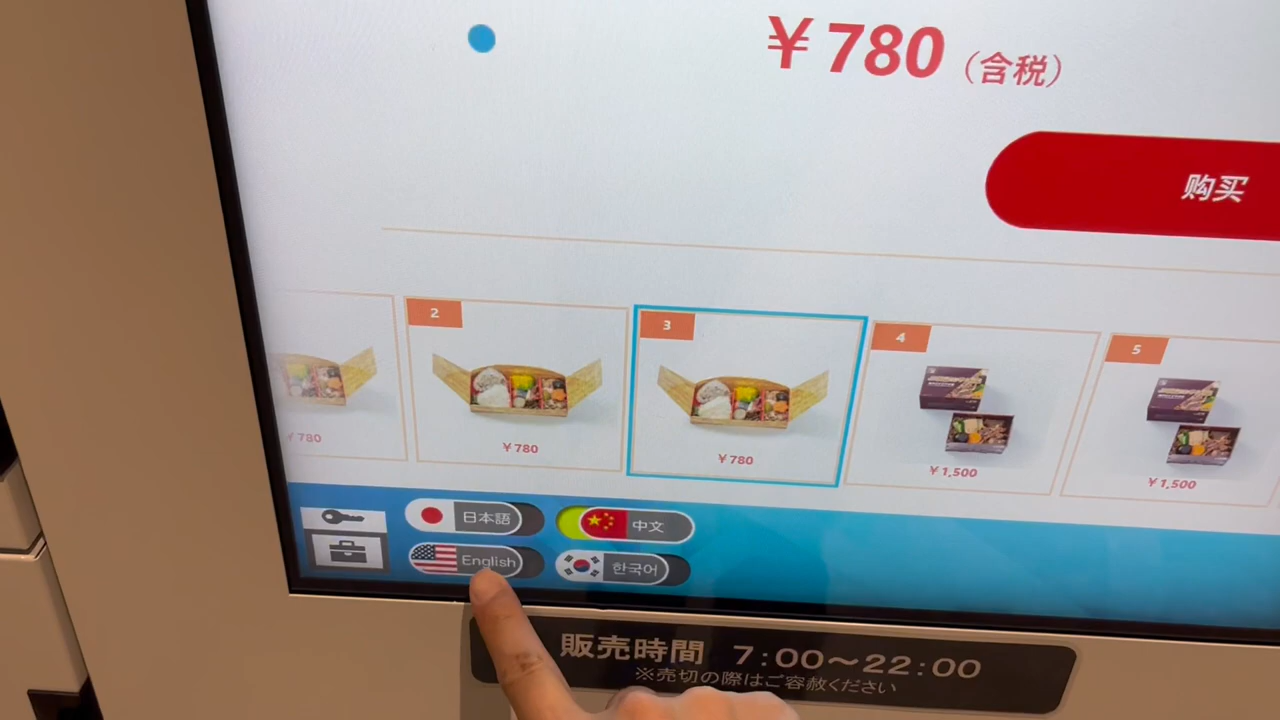 ￥780（含税）
购买
2
3
4
5
￥780
￥780
￥780
￥1,500
￥1,500
日本語
中文
English
한국어
販売時間 7:00～22:00
※売切の際はご容赦ください